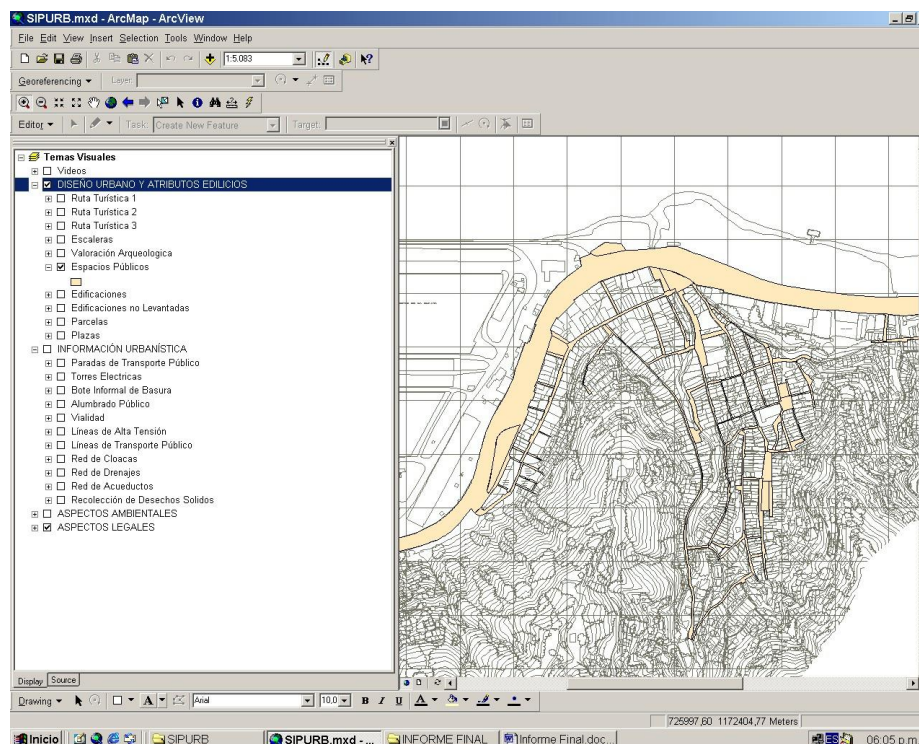 SIPURB.mxd - ArcMap - ArcView
File Edit View Insert Selection Tools Window Help
1:5.083
Georeferencing Layer:
Editor Task: Create New Feature Target:
Temas Visuales
Videos
DISEÑO URBANO Y ATRIBUTOS EDILICIOS
Ruta Turística 1
Ruta Turística 2
Ruta Turística 3
Escaleras
Valoración Arqueologica
Espacios Públicos
Edificaciones
Edificaciones no Levantadas
Parcelas
Plazas
INFORMACIÓN URBANÍSTICA
Paradas de Transporte Público
Torres Electricas
Bote Informal de Basura
Alumbrado Público
Vialidad
Líneas de Alta Tensión
Líneas de Transporte Público
Red de Cloacas
Red de Drenajes
Red de Acueductos
Recolección de Desechos Solidos
ASPECTOS AMBIENTALES
ASPECTOS LEGALES
Display Source
Drawing A Arial 10,0 B I U A
725997,60 1172404,77 Meters
Inicio SIPURB SIPURB.mxd - ... INFORME FINAL Informe Final.doc... ES 06:05 p.m.